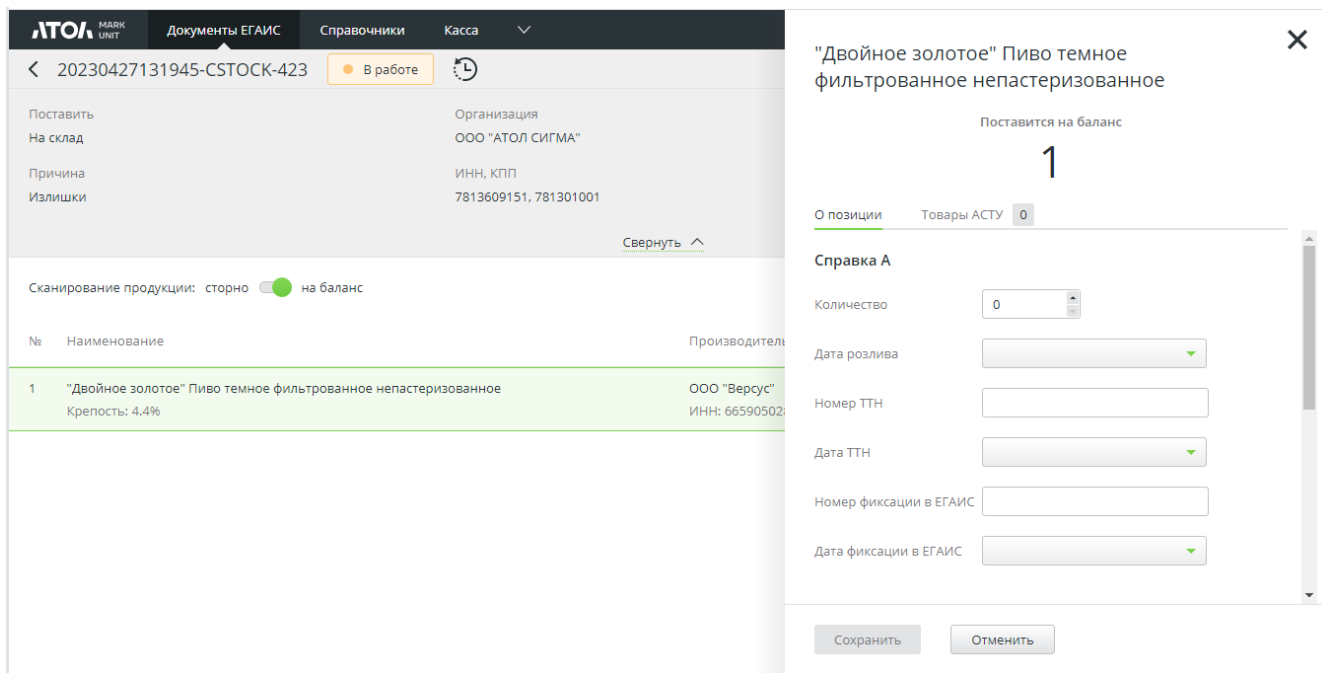 АТОЛ MARK UNIT
Документы ЕГАИС
Справочники
Касса
20230427131945-CSTOCK-423
В работе
Поставить
На склад
Организация
ООО "АТОЛ СИГМА"
Причина
Излишки
ИНН, КПП
7813609151, 781301001
Свернуть
Сканирование продукции: сторно на баланс
№ Наименование Производитель
1 "Двойное золотое" Пиво темное фильтрованное непастеризованное ООО "Версус"
Крепость: 4.4% ИНН: 665905028
"Двойное золотое" Пиво темное
фильтрованное непастеризованное
Поставится на баланс
1
О позиции Товары АСТУ 0
Справка А
Количество 0
Дата розлива
Номер ТТН
Дата ТТН
Номер фиксации в ЕГАИС
Дата фиксации в ЕГАИС
Сохранить Отменить